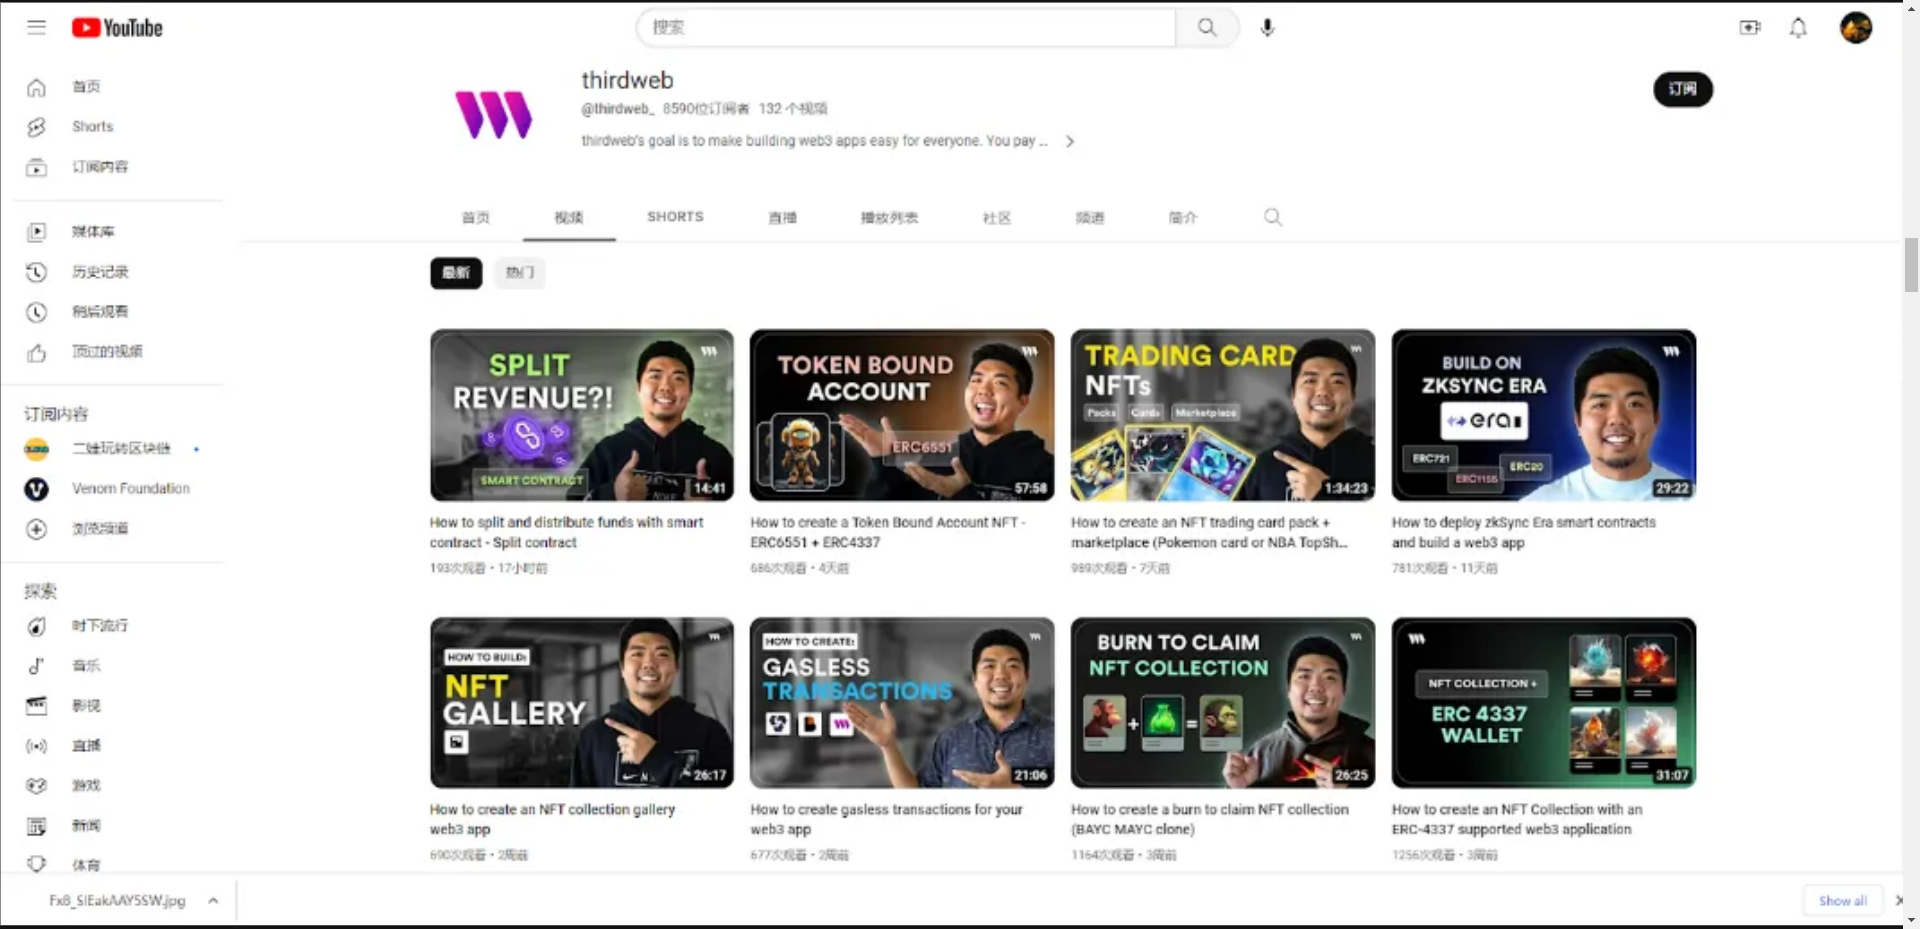 YouTube
搜索
首页
Shorts
订阅内容
媒体库
历史记录
稍后观看
顶过的视频
订阅内容
二娃玩转区块链
Venom Foundation
浏览频道
探索
时下流行
音乐
影视
直播
游戏
新闻
体育
thirdweb
@thirdweb_ 8590位订阅者 132 个视频
thirdweb's goal is to make building web3 apps easy for everyone. You pay ...
订阅
首页 视频 SHORTS 直播 播放列表 社区 频道 简介
最新 热门
SPLIT
REVENUE?!
SMART CONTRACT
14:41
How to split and distribute funds with smart
contract - Split contract
193次观看 • 17小时前
TOKEN BOUND
ACCOUNT
ERC6551
57:58
How to create a Token Bound Account NFT -
ERC6551 + ERC4337
686次观看 • 4天前
TRADING CARD
NFTs
Packs Cards Marketplace
1:34:23
How to create an NFT trading card pack +
marketplace (Pokemon card or NBA TopSh...
989次观看 • 7天前
BUILD ON
ZKSYNC ERA
era
ERC721
ERC1155
ERC20
29:22
How to deploy zkSync Era smart contracts
and build a web3 app
781次观看 • 11天前
HOW TO BUILD:
NFT
GALLERY
26:17
How to create an NFT collection gallery
web3 app
690次观看 • 2周前
HOW TO CREATE:
GASLESS
TRANSACTIONS
21:06
How to create gasless transactions for your
web3 app
677次观看 • 2周前
BURN TO CLAIM
NFT COLLECTION
26:25
How to create a burn to claim NFT collection
(BAYC MAYC clone)
1164次观看 • 3周前
NFT COLLECTION +
ERC 4337
WALLET
31:07
How to create an NFT Collection with an
ERC-4337 supported web3 application
1256次观看 • 3周前
Fx8_SIEakAAY5SW.jpg
Show all